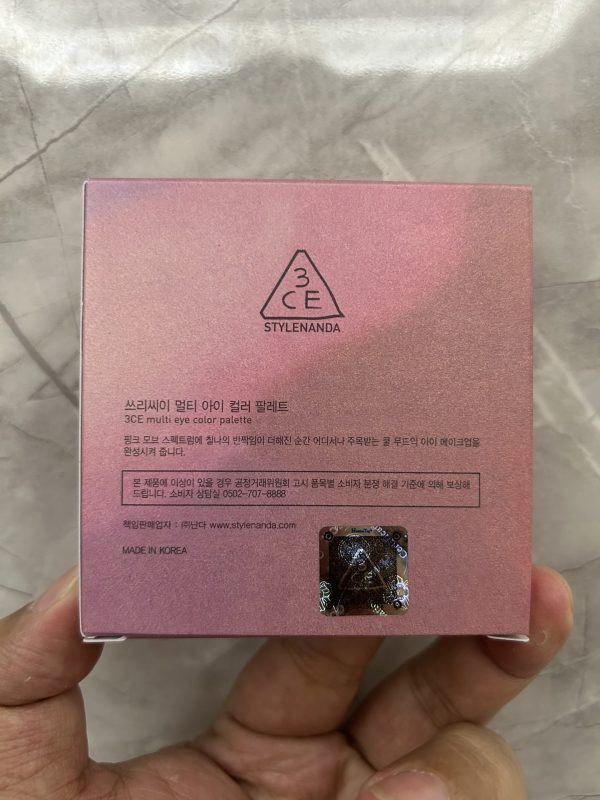 3
CE
STYLENANDA
쓰리씨이 멀티 아이 컬러 팔레트
3CE multi eye color palette
핑크 모브 스펙트럼에 찰나의 반짝임이 더해진 순간 어디서나 주목받는 쿨 무드의 아이 메이크업을
완성시켜 줍니다.
본 제품에 이상이 있을 경우 공정거래위원회 고시 품목별 소비자 분쟁 해결 기준에 의해 보상해
드립니다. 소비자 상담실 0502-707-8888
책임판매업자 : ㈜난다 www.stylenanda.com
MADE IN KOREA
3
CE